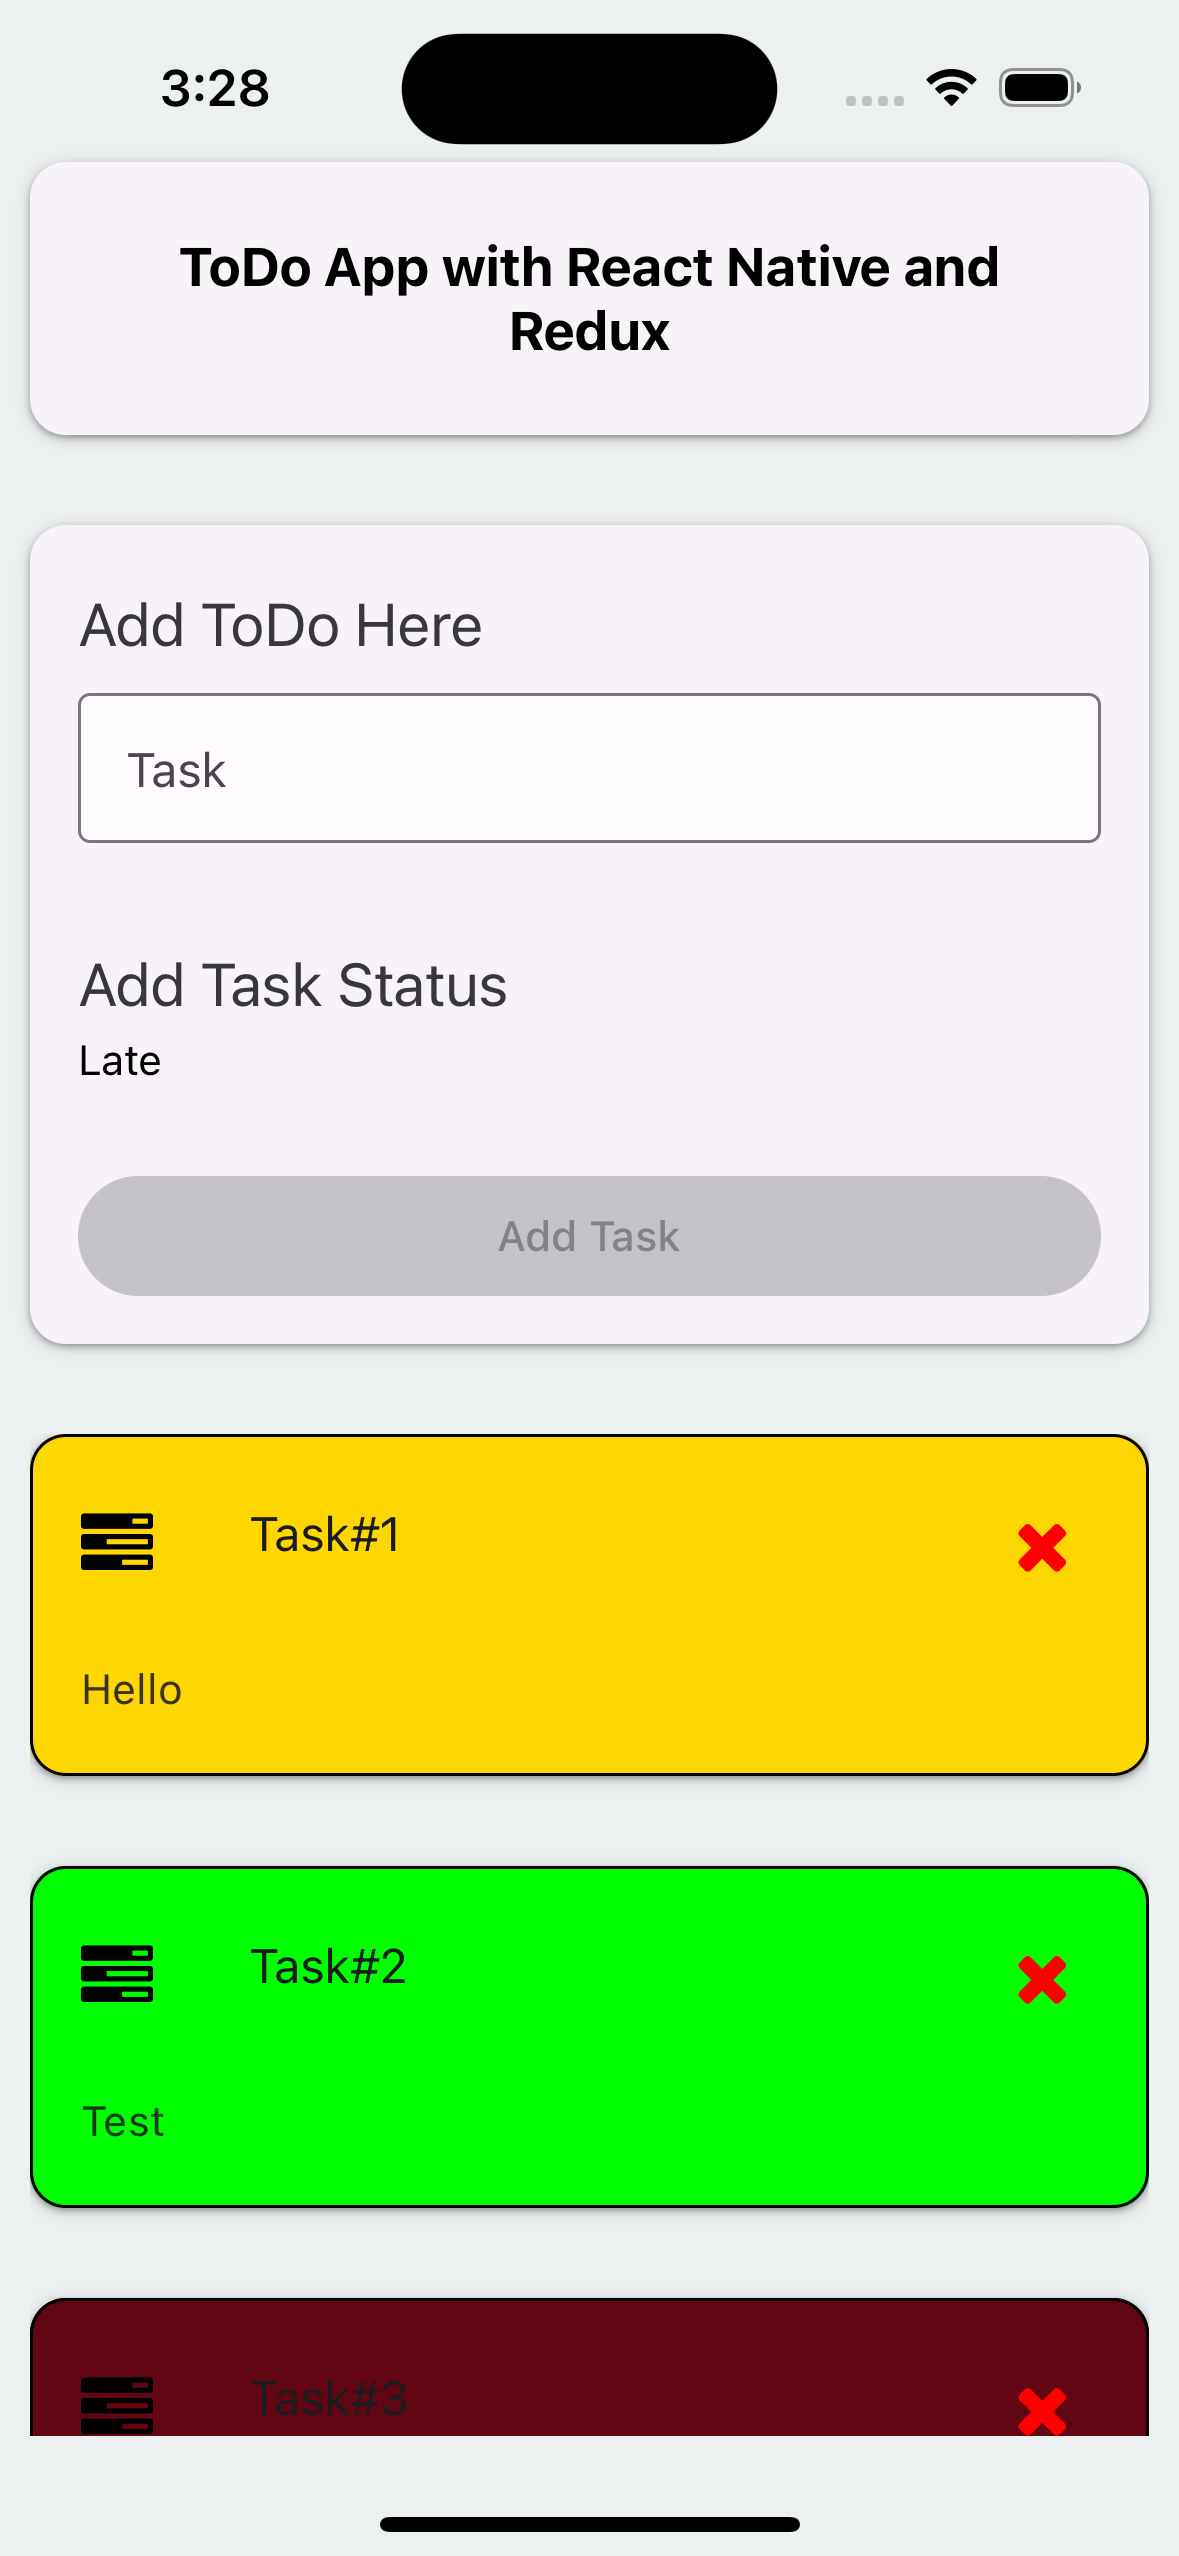 3:28
ToDo App with React Native and
Redux
Add ToDo Here
Task
Add Task Status
Late
Add Task
Task#1
Hello
Task#2
Test
Task#3